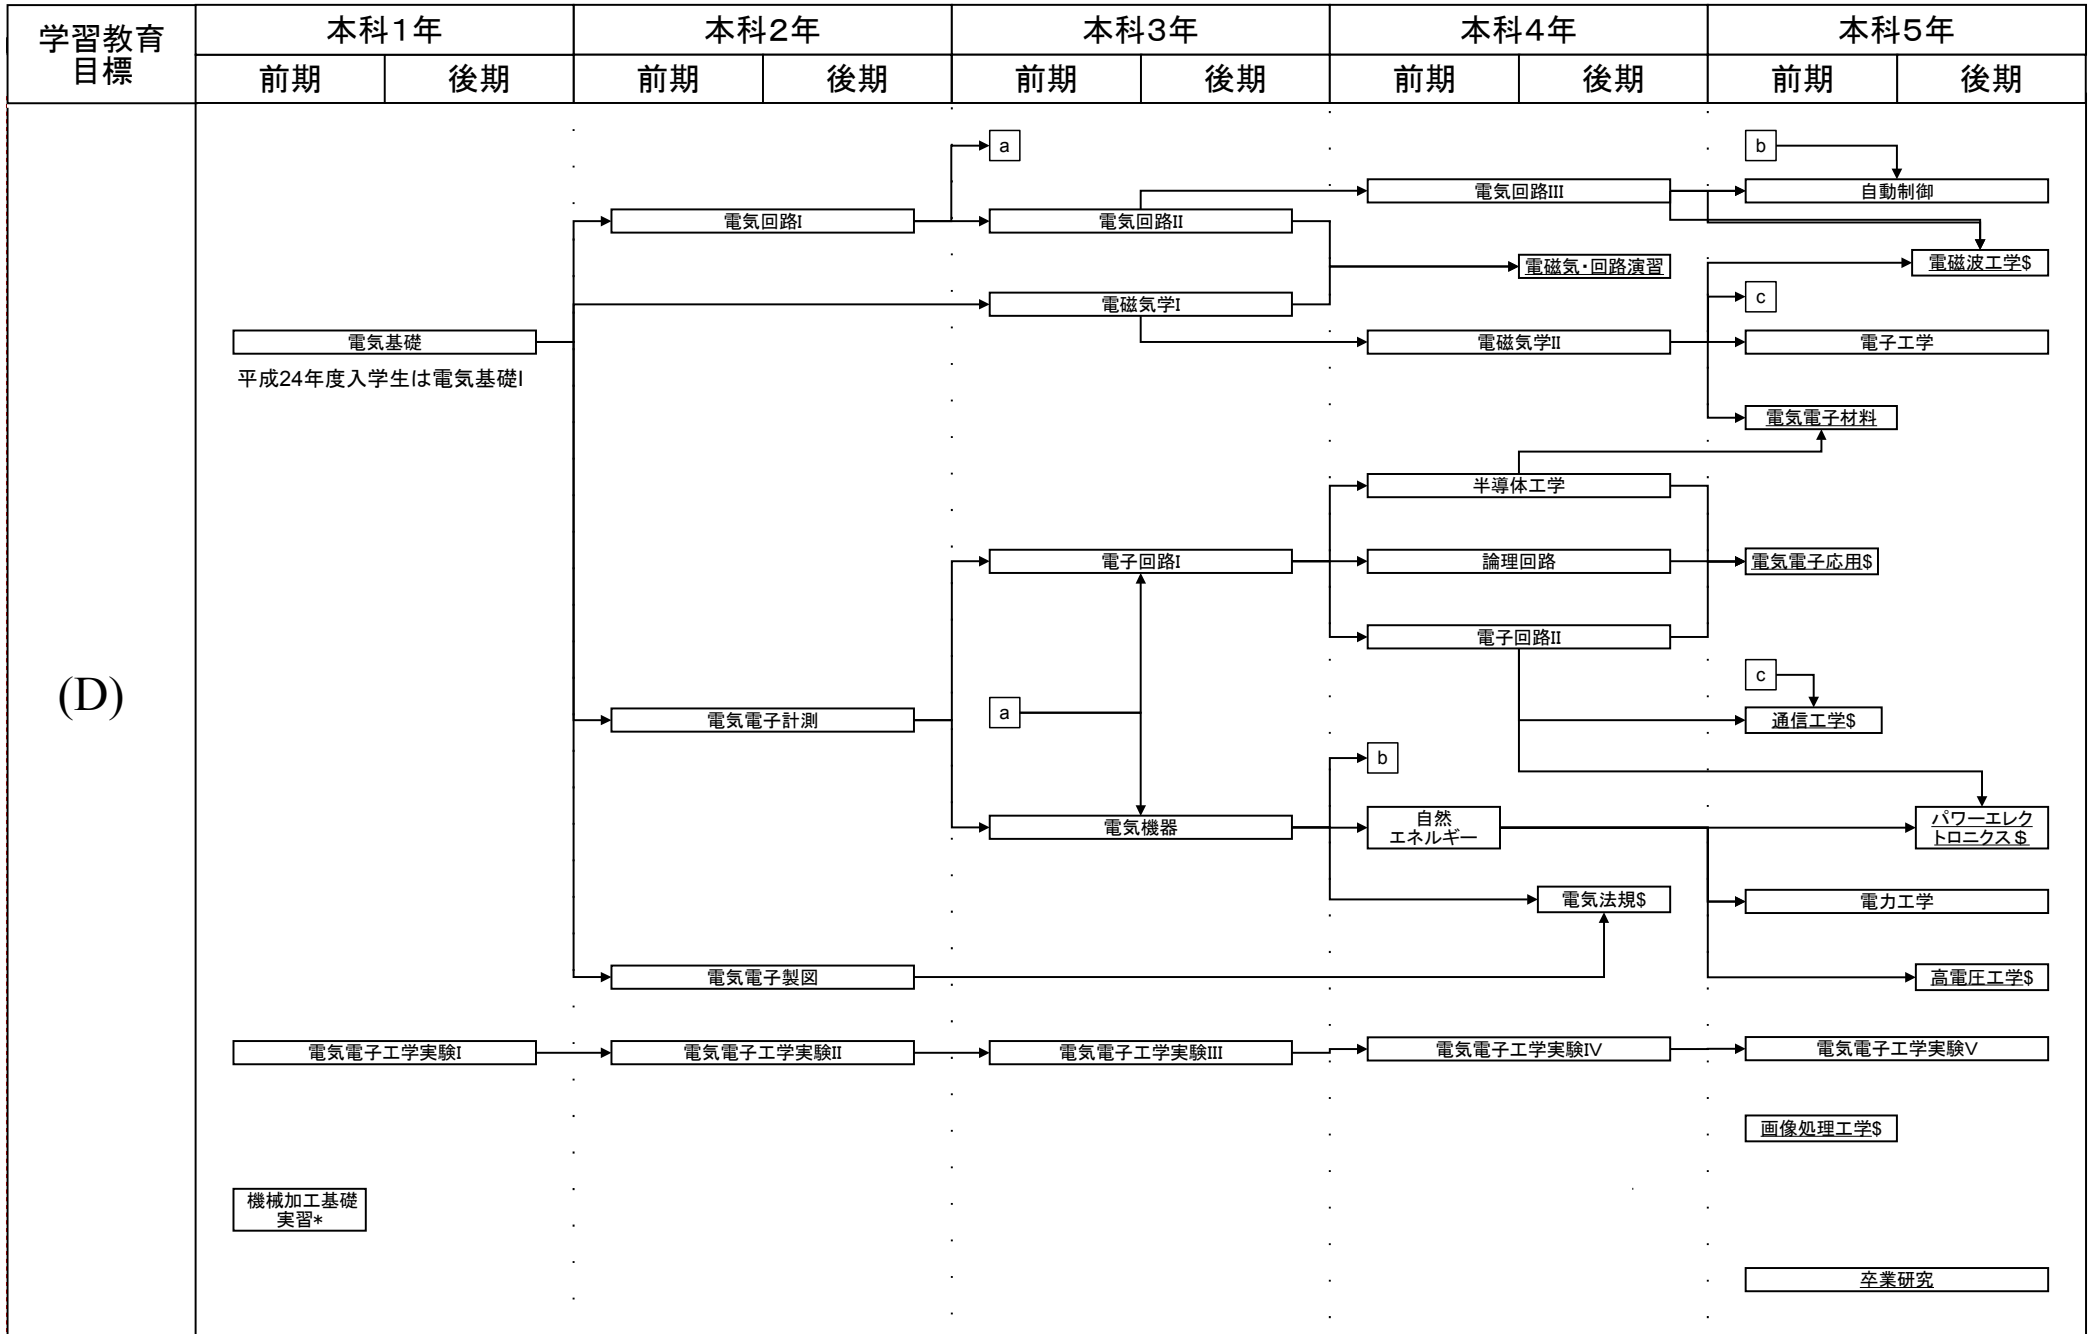 学習教育
目標
本科1年
本科2年
本科3年
本科4年
本科5年
前期
後期
前期
後期
前期
後期
前期
後期
前期
後期
a
b
電気回路III
自動制御
電気回路I
電気回路II
電磁気・回路演習
電磁波工学$
c
電磁気学I
電気基礎
電磁気学II
電子工学
平成24年度入学生は電気基礎I
電気電子材料
半導体工学
電子回路I
論理回路
電気電子応用$
電子回路II
(D)
c
a
電気電子計測
通信工学$
b
電気機器
自然
エネルギー
パワーエレク
トロニクス$
電気法規$
電力工学
電気電子製図
高電圧工学$
電気電子工学実験I
電気電子工学実験II
電気電子工学実験III
電気電子工学実験IV
電気電子工学実験V
画像処理工学$
機械加工基礎
実習*
卒業研究